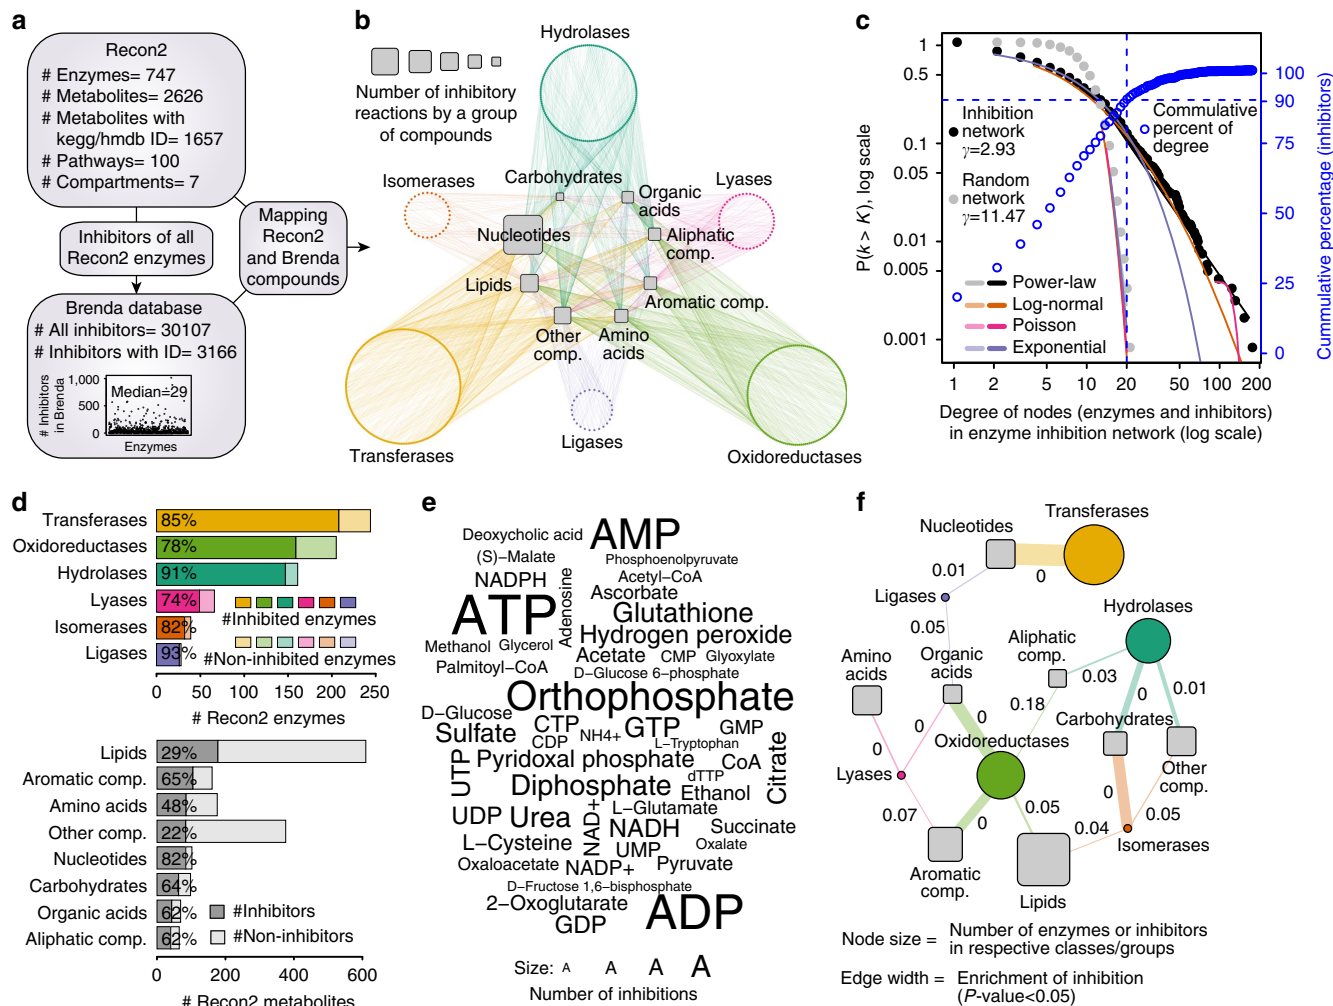 a
Recon2
# Enzymes= 747
# Metabolites= 2626
# Metabolites with
kegg/hmdb ID= 1657
# Pathways= 100
# Compartments= 7
Inhibitors of all
Recon2 enzymes
Mapping
Recon2
and Brenda
compounds
Brenda database
# All inhibitors= 30107
# Inhibitors with ID= 3166
# Inhibitors
in Brenda
1,000
500
0
Median=29
Enzymes
b
Number of inhibitory
reactions by a group
of compounds
Hydrolases
Isomerases
Lyases
Carbohydrates
Organic
acids
Nucleotides
Aliphatic
comp.
Lipids
Aromatic comp.
Other
comp.
Amino
acids
Transferases
Ligases
Oxidoreductases
c
P(k > K), log scale
1
0.5
0.1
0.05
0.01
0.005
0.001
Inhibition
network
γ=2.93
Random
network
γ=11.47
Commulative
percent of
degree
Power-law
Log-normal
Poisson
Exponential
100
90
75
50
25
0
Cummulative percent (inhibitors)
1 2 5 10 20 50 100 200
Degree of nodes (enzymes and inhibitors)
in enzyme inhibition network (log scale)
d
Transferases 85%
Oxidoreductases 78%
Hydrolases 91%
Lyases 74%
Isomerases 82%
Ligases 93%
#Inhibited enzymes
#Non-inhibited enzymes
0 50 100 150 200 250
# Recon2 enzymes
Lipids 29%
Aromatic comp. 65%
Amino acids 48%
Other comp. 22%
Nucleotides 82%
Carbohydrates 64%
Organic acids 62%
Aliphatic comp. 62%
#Inhibitors
#Non-inhibitors
0 200 400 600
# Recon2 metabolites
e
Deoxycholic acid
AMP
(S)−Malate
Phosphoenolpyruvate
NADPH
Adenosine
Acetyl−CoA
Ascorbate
ATP
Glutathione
Hydrogen peroxide
Methanol
Glycerol
Acetate
CMP
Glyoxylate
Palmitoyl−CoA
D−Glucose 6−phosphate
Orthophosphate
D−Glucose
CTP
GTP
GMP
Sulfate
CDP
NH4+
L−Tryptophan
UTP
Pyridoxal phosphate
CoA
Citrate
Diphosphate
dTTP
Ethanol
UDP
Urea
NAD+
L−Glutamate
NADH
Succinate
L−Cysteine
UMP
Oxalate
Oxaloacetate
NADP+
Pyruvate
D−Fructose 1,6−bisphosphate
2−Oxoglutarate
ADP
GDP
Size: A A A A
Number of inhibitions
f
Transferases
Nucleotides
0
0.01
Ligases
Hydrolases
0.05
Aliphatic
comp.
Amino
acids
Organic
acids
0.03
0.01
0
0.18
0
0
Carbohydrates
0
Oxidoreductases
Lyases
Other
comp.
0
0.07
0
0.05
0.04
0.05
Isomerases
Aromatic
comp.
Lipids
Node size = Number of enzymes or inhibitors
in respective classes/groups
Edge width = Enrichment of inhibition
(P-value<0.05)